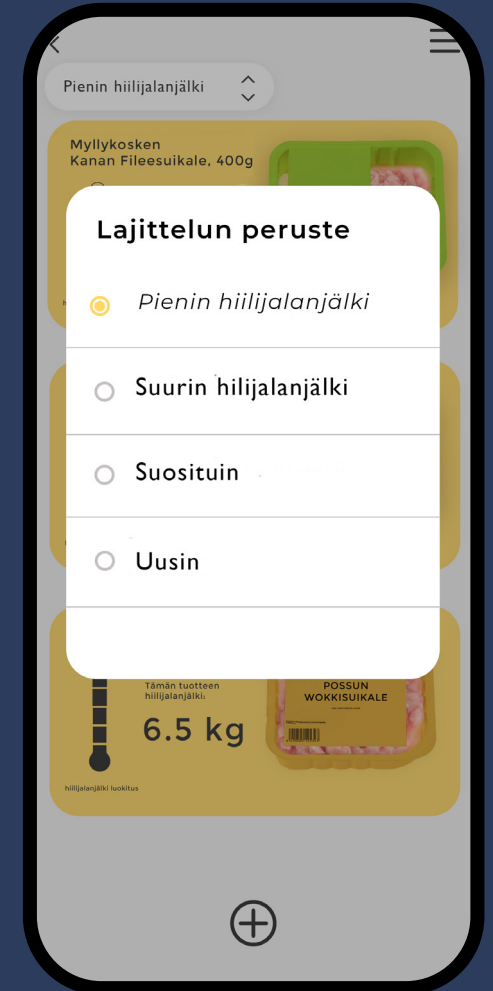 Pienin hiilijalanjälki
Myllykosken
Kanan Fileesuikale, 400g
Lajittelun peruste
Pienin hiilijalanjälki
Suurin hilijalanjälki
Suosituin
Uusin
Tämän tuotteen
hiilijalanjälki:
6.5 kg
POSSUN
WOKKISUIKALE
hiilijalanjälki luokitus